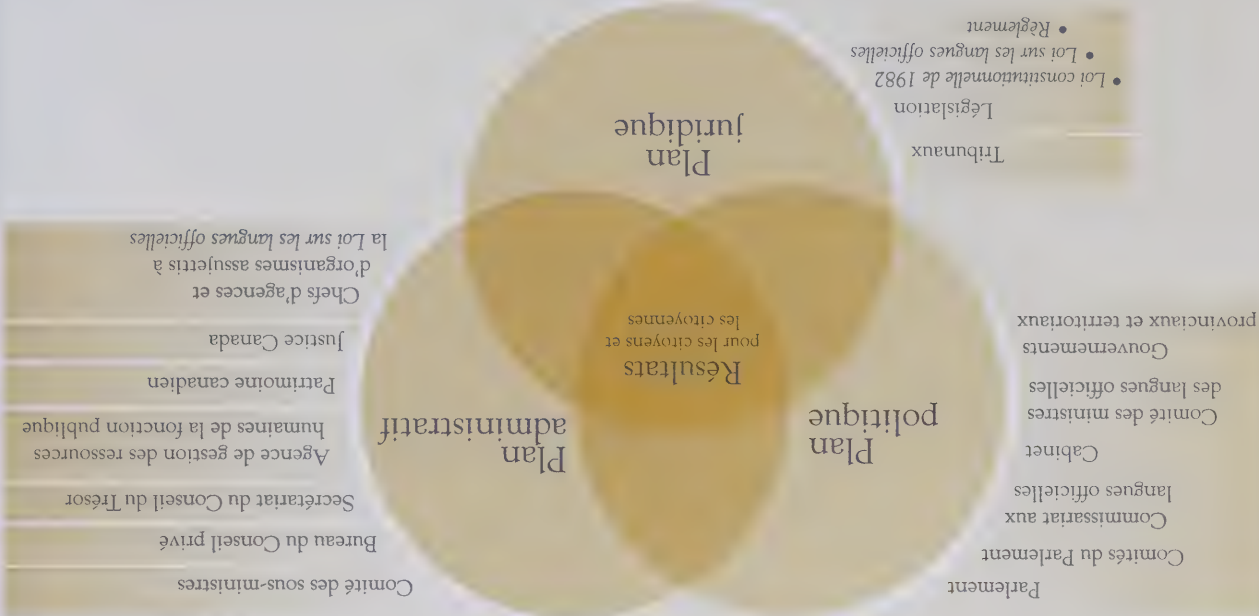 Parlement
Comités du Parlement
Commissariat aux
langues officielles
Cabinet
Comité des ministres
des langues officielles
Gouvernements
provinciaux et territoriaux
Plan
politique
Résultats
pour les citoyens et
les citoyennes
Plan
administratif
Comité des sous-ministres
Bureau du Conseil privé
Secrétariat du Conseil du Trésor
Agence de gestion des ressources
humaines de la fonction publique
Patrimoine canadien
Justice Canada
Chefs d'agences et
d'organismes assujettis à
la Loi sur les langues officielles
Plan
juridique
Tribunaux
Législation
• Loi constitutionnelle de 1982
• Loi sur les langues officielles
• Règlement